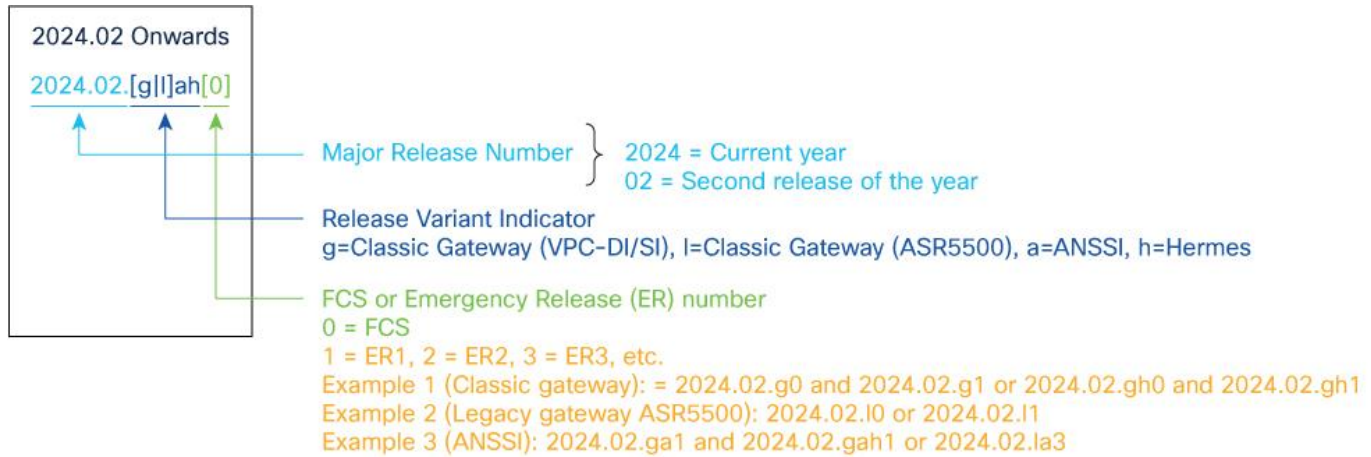 2024.02 Onwards
2024.02.[g|l]ah[0]
Major Release Number } 2024 = Current year
02 = Second release of the year
Release Variant Indicator
g=Classic Gateway (VPC-DI/SI), l=Classic Gateway (ASR5500), a=ANSSI, h=Hermes
FCS or Emergency Release (ER) number
0 = FCS
1 = ER1, 2 = ER2, 3 = ER3, etc.
Example 1 (Classic gateway): = 2024.02.g0 and 2024.02.g1 or 2024.02.gh0 and 2024.02.gh1
Example 2 (Legacy gateway ASR5500): 2024.02.l0 or 2024.02.l1
Example 3 (ANSSI): 2024.02.ga1 and 2024.02.gah1 or 2024.02.la3